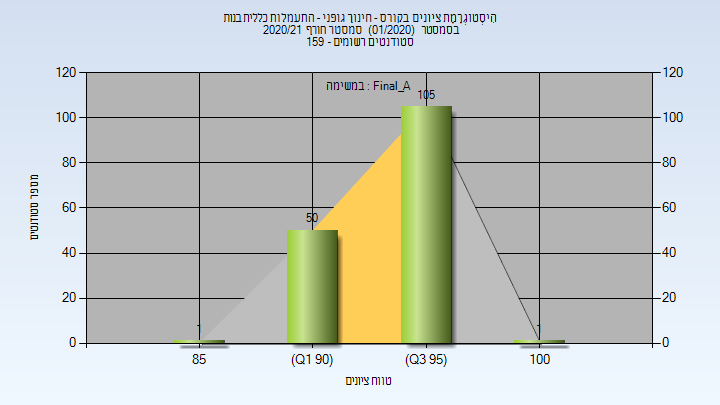 היסטוגרמת ציונים בקורס - חינוך גופני - התעמלות כללית בנות
בסמסטר (01/2020) סמסטר חורף 2020/21
סטודנטים רשומים - 159
במשימה : Final_A
120 120
105
100 100
80 80
60 60
50
40 40
20 20
1 1
0 0
85 (Q1 90) (Q3 95) 100
מספר סטודנטים
טווח ציונים